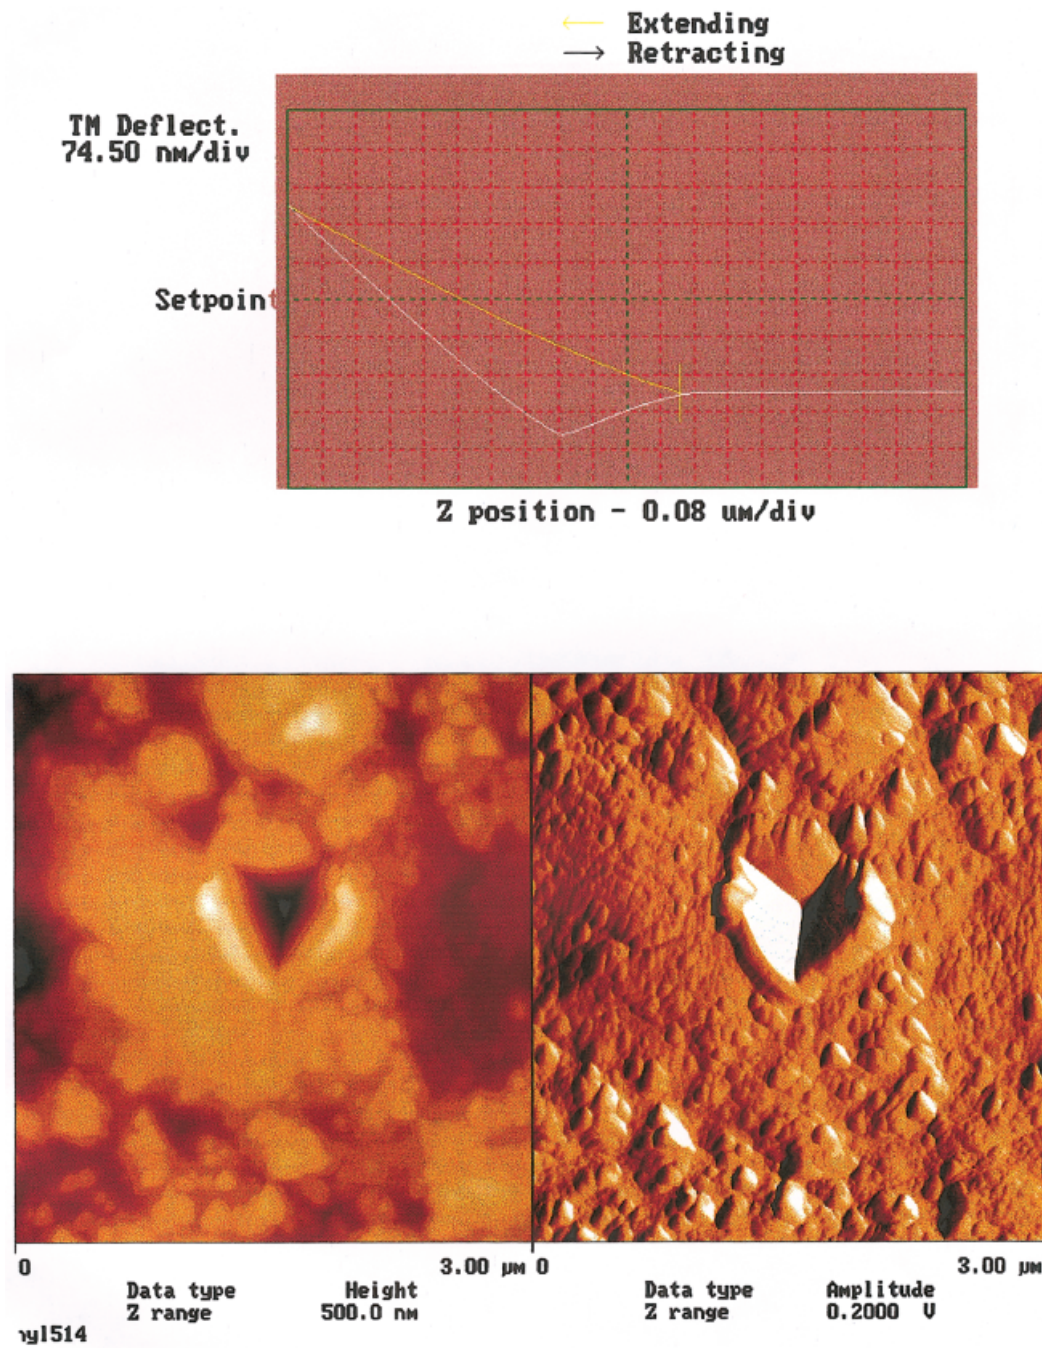 Extending
Retracting
TM Deflect.
74.50 nm/div
Setpoint
Z position - 0.08 um/div
0 3.00 µm 0 3.00 µm
Data type Height Data type Amplitude
Z range 500.0 nm Z range 0.2000 V